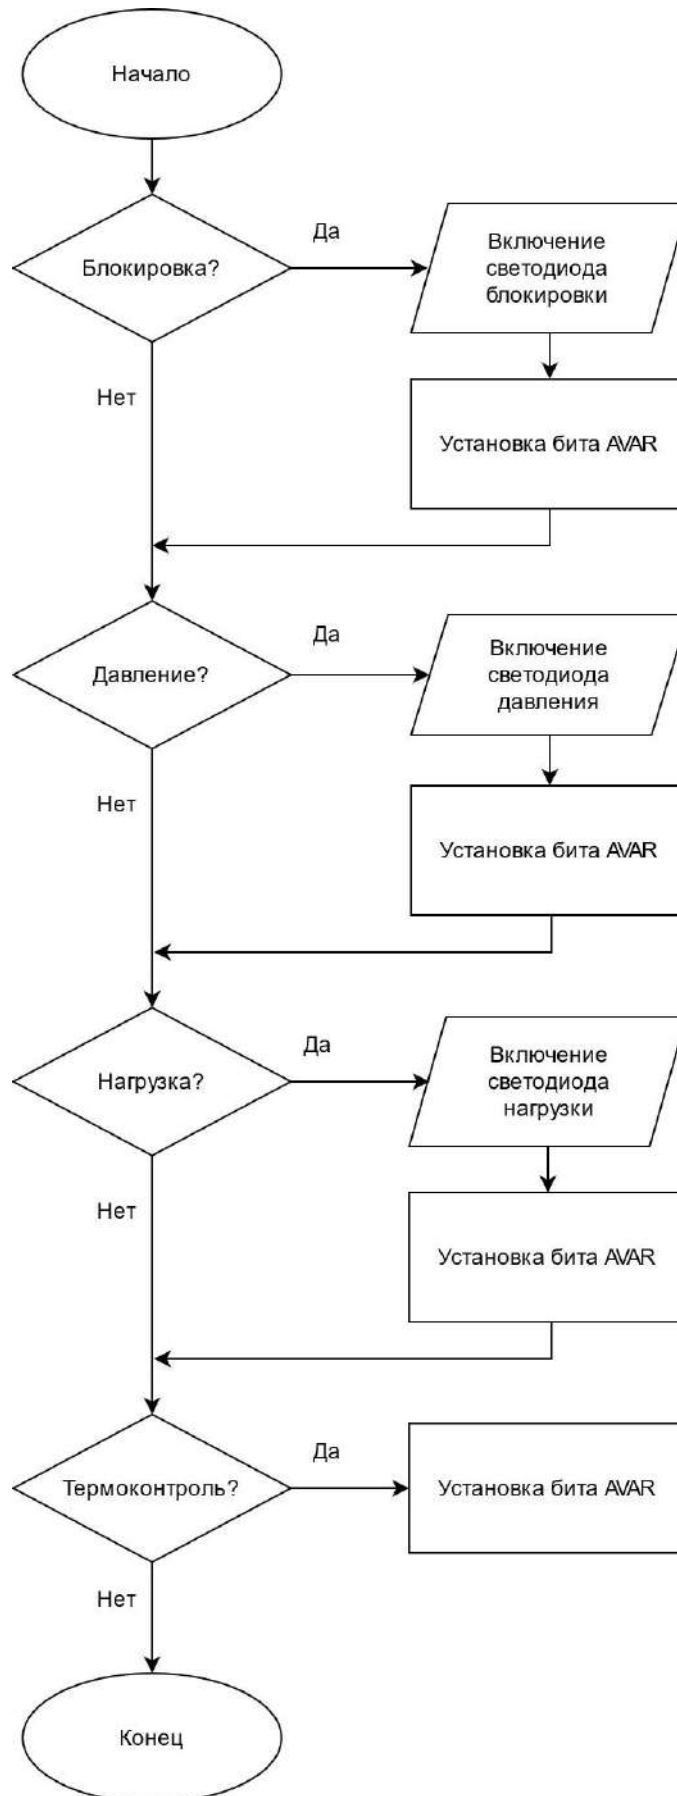 Начало
Блокировка?
Да
Включение
светодиода
блокировки
Нет
Установка бита AVAR
Давление?
Да
Включение
светодиода
давления
Нет
Установка бита AVAR
Нагрузка?
Да
Включение
светодиода
нагрузки
Нет
Установка бита AVAR
Термоконтроль?
Да
Установка бита AVAR
Нет
Конец